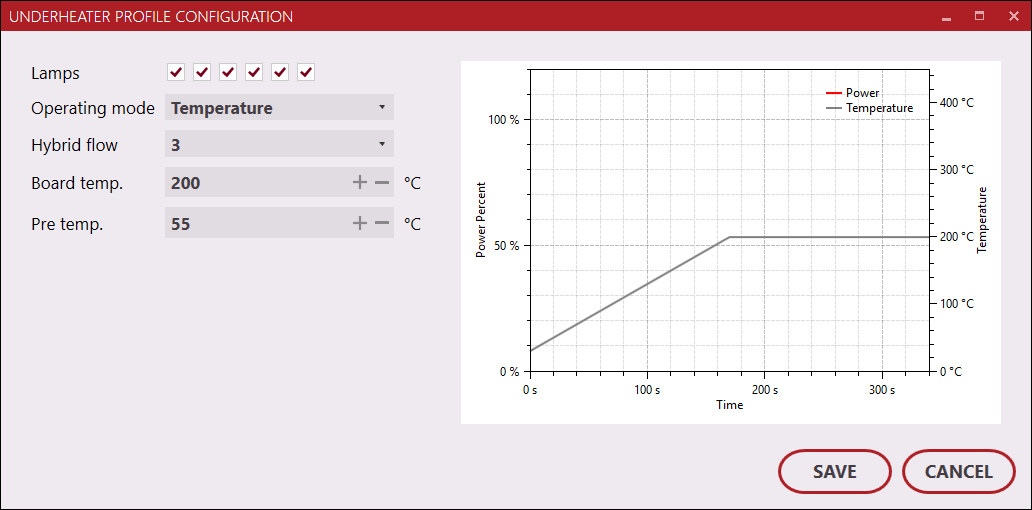 UNDERHEATER PROFILE CONFIGURATION
Lamps
Operating mode Temperature
Hybrid flow 3
Board temp. 200 + − °C
Pre temp. 55 + − °C
Power
Temperature
100 %
50 %
0 %
Power Percent
400 °C
300 °C
200 °C
100 °C
0 °C
Temperature
0 s 100 s 200 s 300 s
Time
SAVE CANCEL